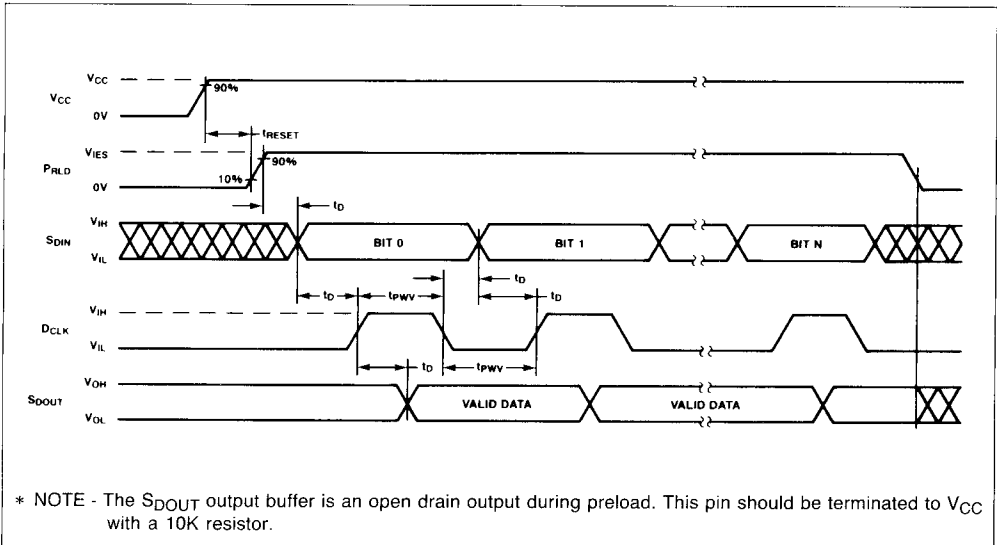 VCC
VCC
90%
0V
tRESET
VIES
PRLD
90%
10%
0V
tD
VIH
SDIN
BIT 0
BIT 1
BIT N
VIL
tD
tD
tPWV
tD
VIH
DCLK
VIL
tD
tPWV
VOH
SDOUT
VALID DATA
VALID DATA
VOL
* NOTE - The SDOUT output buffer is an open drain output during preload. This pin should be terminated to VCC
with a 10K resistor.